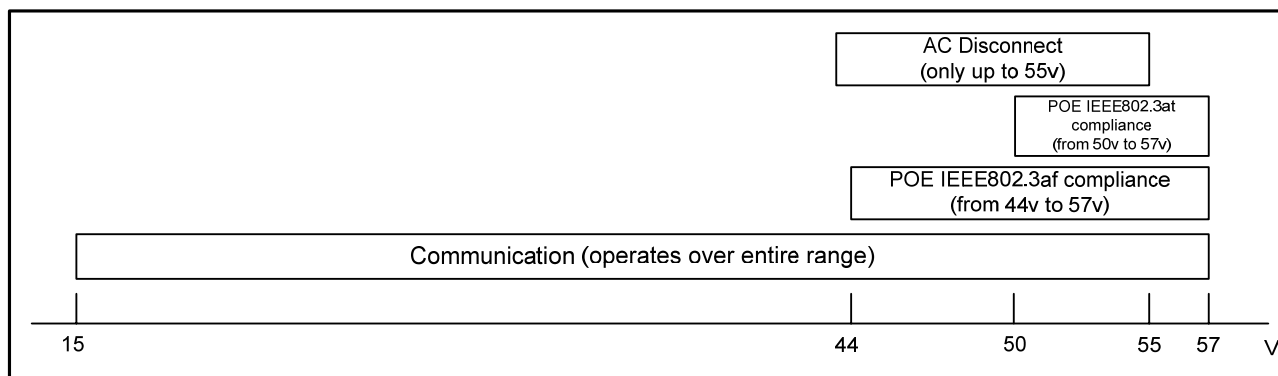 AC Disconnect
(only up to 55v)
POE IEEE802.3at
compliance
(from 50v to 57v)
POE IEEE802.3af compliance
(from 44v to 57v)
Communication (operates over entire range)
15 44 50 55 57 V